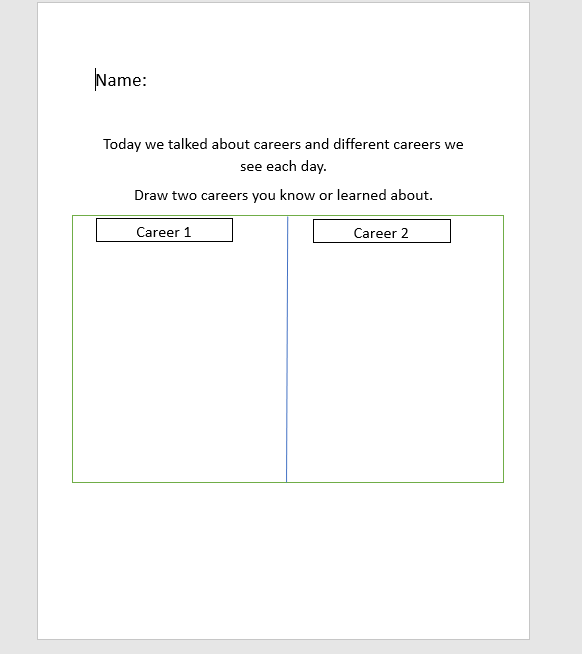 Name:
Today we talked about careers and different careers we
see each day.
Draw two careers you know or learned about.
Career 1
Career 2